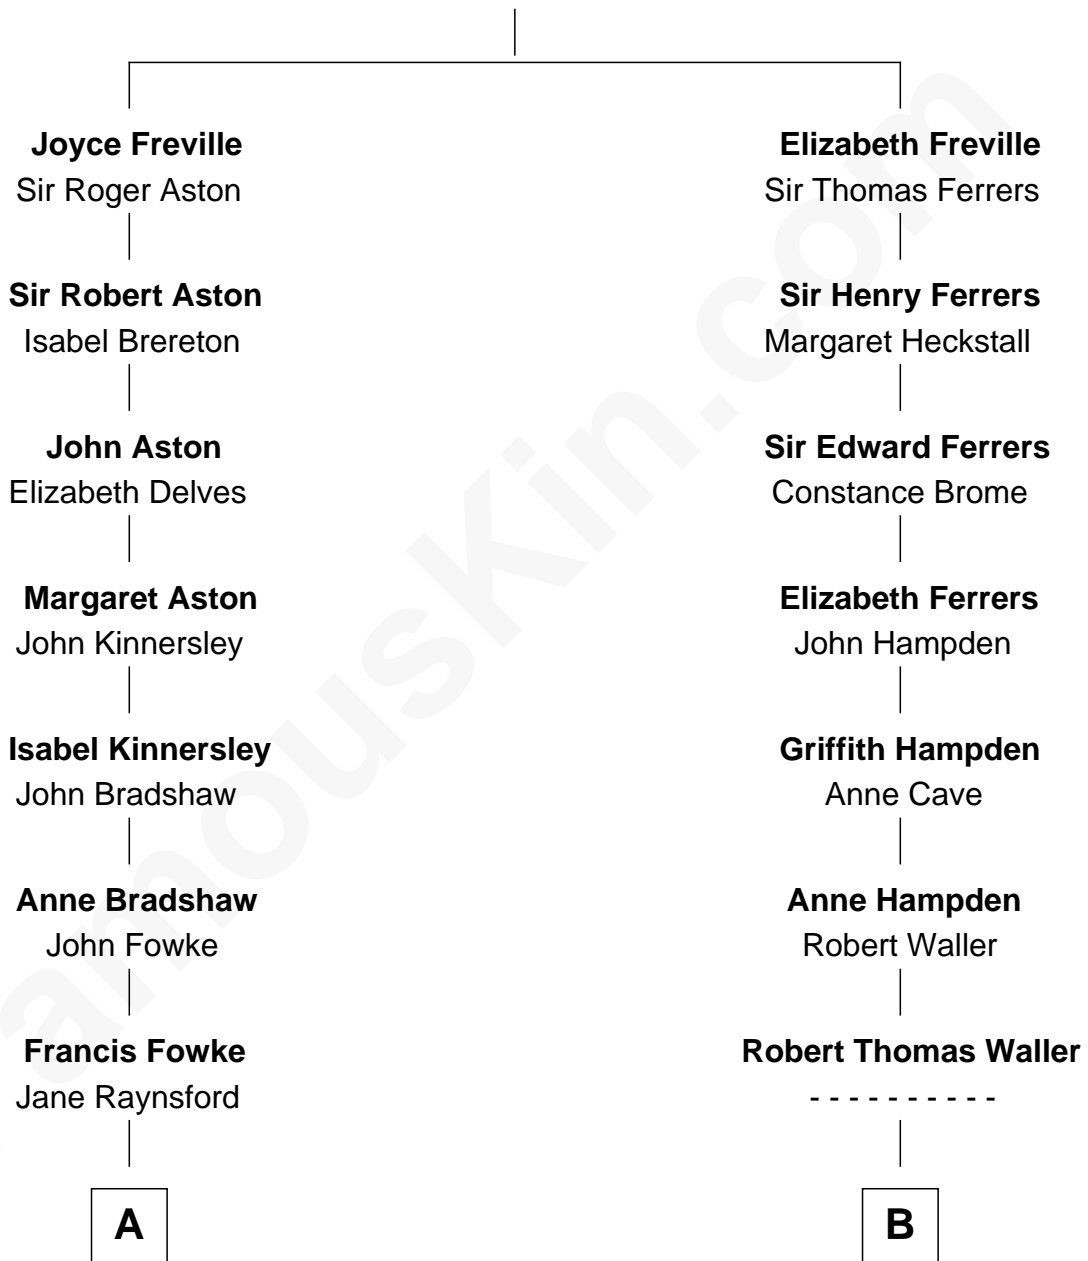 Joyce Freville
Sir Roger Aston
Sir Robert Aston
Isabel Brereton
John Aston
Elizabeth Delves
Margaret Aston
John Kinnersley
Isabel Kinnersley
John Bradshaw
Anne Bradshaw
John Fowke
Francis Fowke
Jane Raynsford
A
Elizabeth Freville
Sir Thomas Ferrers
Sir Henry Ferrers
Margaret Heckstall
Sir Edward Ferrers
Constance Brome
Elizabeth Ferrers
John Hampden
Griffith Hampden
Anne Cave
Anne Hampden
Robert Waller
Robert Thomas Waller
- - - - - - - - - -
B
amousKin.com